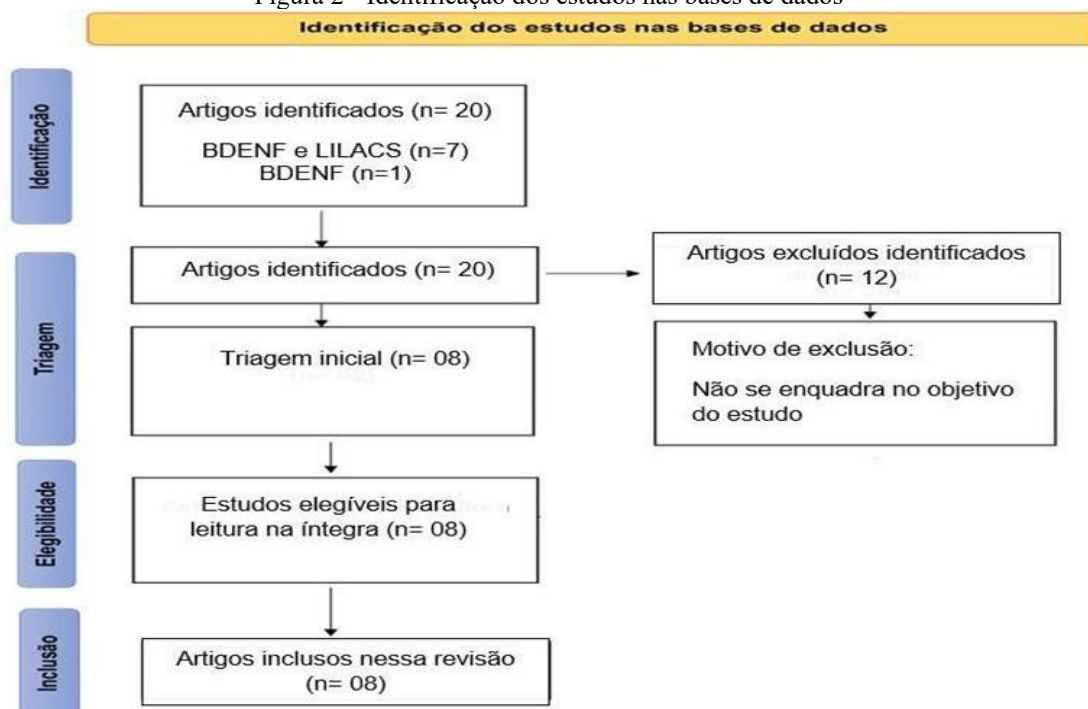 Figura 2 - Identificação dos estudos nas bases de dados
Identificação dos estudos nas bases de dados
Identificação
Artigos identificados (n= 20)
BDENF e LILACS (n=7)
BDENF (n=1)
Triagem
Artigos identificados (n= 20)
Artigos excluídos identificados
(n= 12)
Triagem inicial (n= 08)
Motivo de exclusão:
Não se enquadra no objetivo
do estudo
Elegibilidade
Estudos elegíveis para
leitura na íntegra (n= 08)
Inclusão
Artigos inclusos nessa revisão
(n= 08)